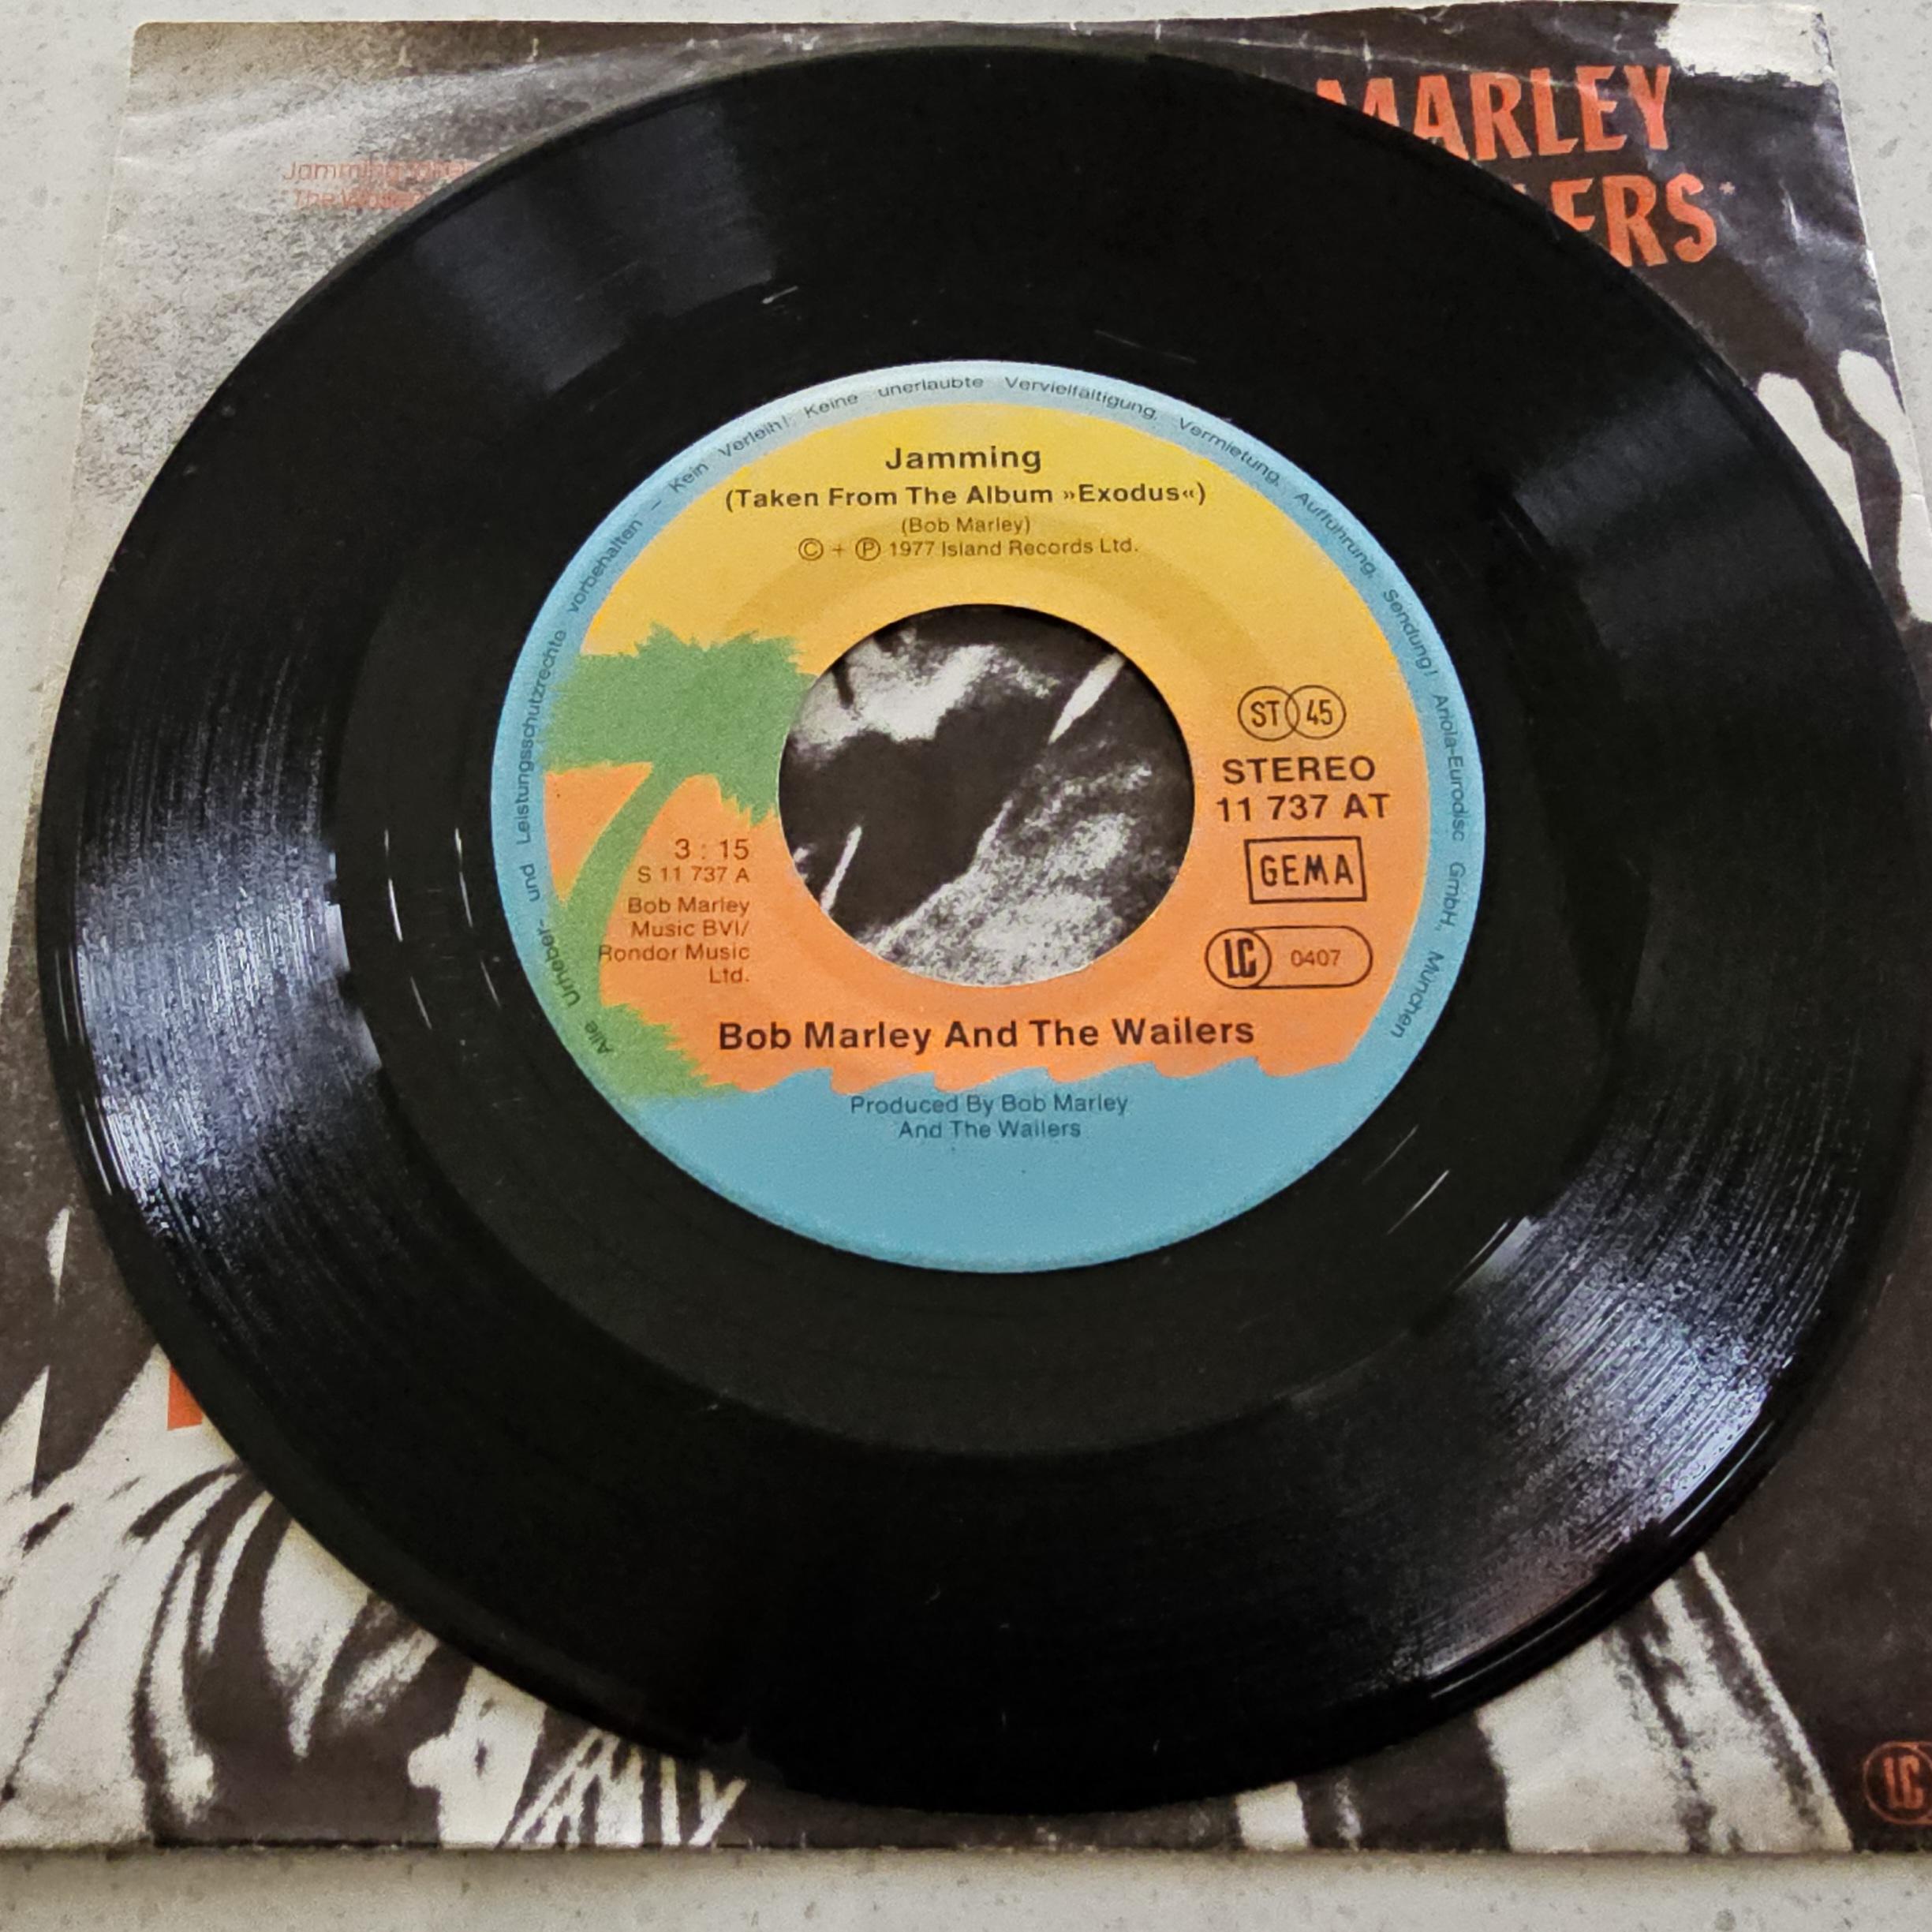 MARLEY
Jamming
The Wailers
ERS*
Alle Urheber- und Leistungsschutzrechte vorbehalten – Kein Verleih! Keine unerlaubte Vervielfältigung, Vermietung, Aufführung, Sendung! Ariola-Eurodisc GmbH, München
Jamming
(Taken From The Album »Exodus«)
(Bob Marley)
© + ℗ 1977 Island Records Ltd.
ST 45
STEREO
11 737 AT
GEMA
LC 0407
3 : 15
S 11 737 A
Bob Marley
Music BVI/
Rondor Music
Ltd.
Bob Marley And The Wailers
Produced By Bob Marley
And The Wailers
LC